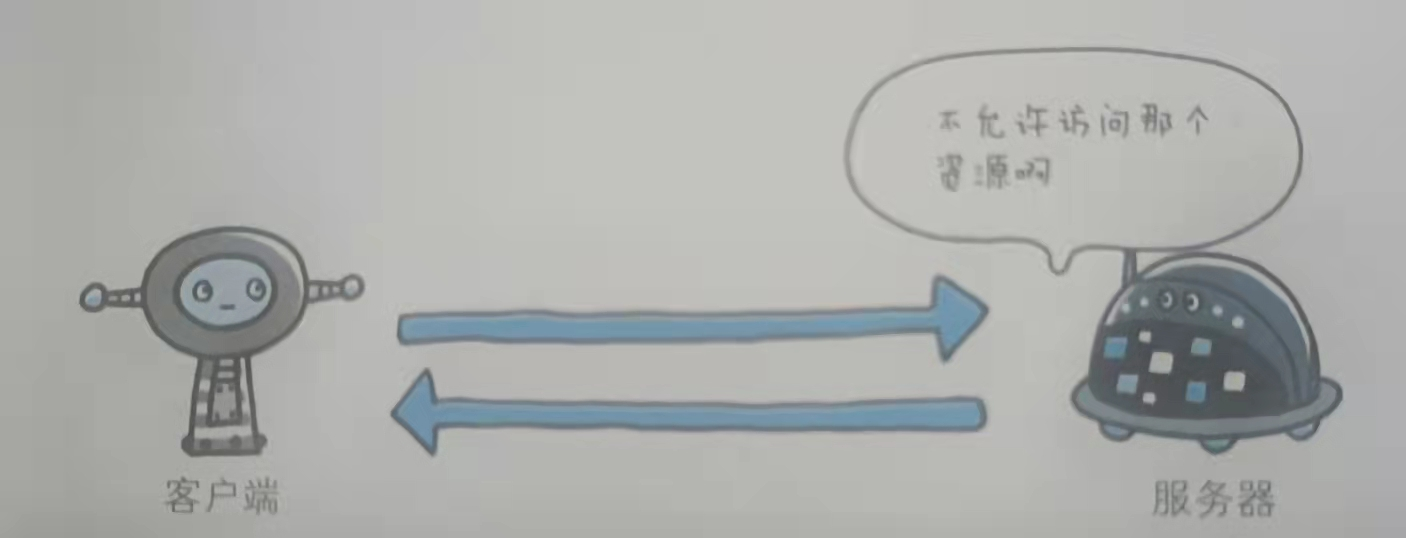 不允许访问那个
资源啊
客户端
服务器